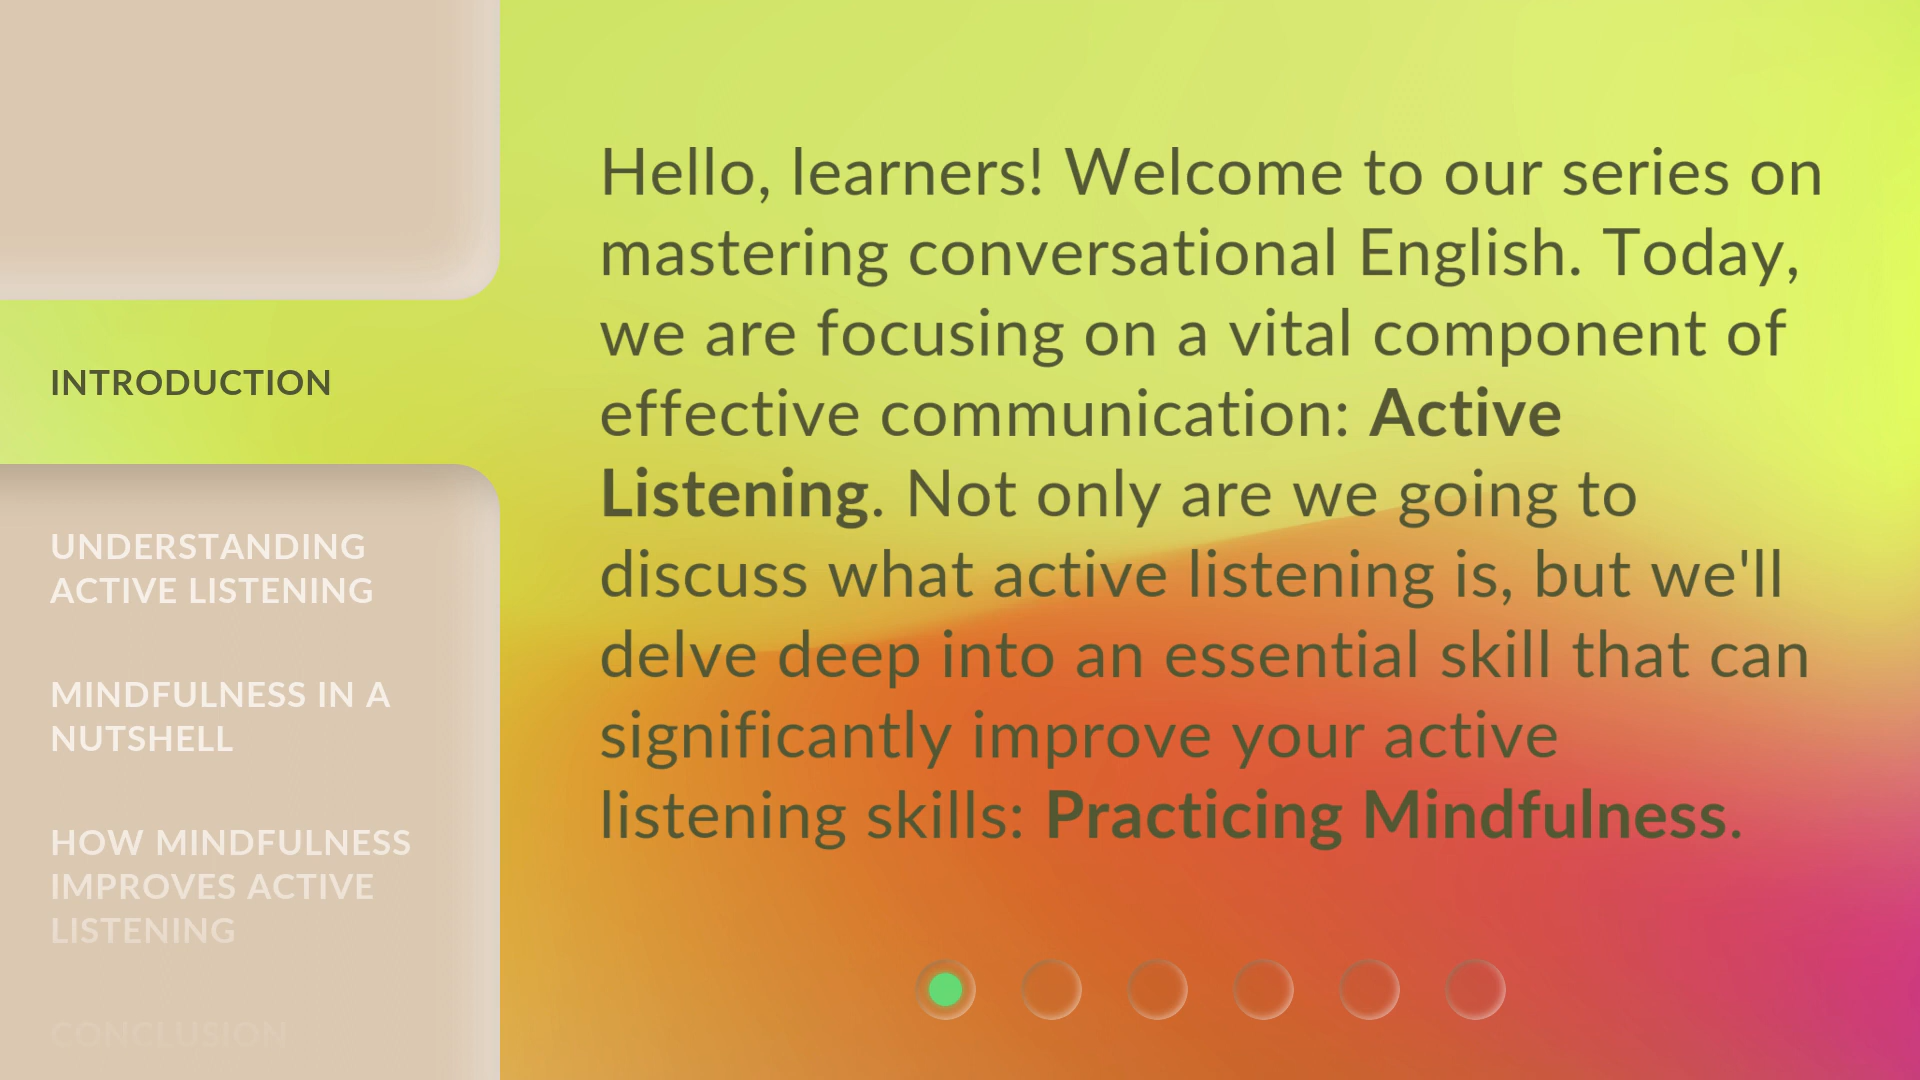 INTRODUCTION
UNDERSTANDING
ACTIVE LISTENING
MINDFULNESS IN A
NUTSHELL
HOW MINDFULNESS
IMPROVES ACTIVE
LISTENING
CONCLUSION
Hello, learners! Welcome to our series on
mastering conversational English. Today,
we are focusing on a vital component of
effective communication: Active
Listening. Not only are we going to
discuss what active listening is, but we'll
delve deep into an essential skill that can
significantly improve your active
listening skills: Practicing Mindfulness.